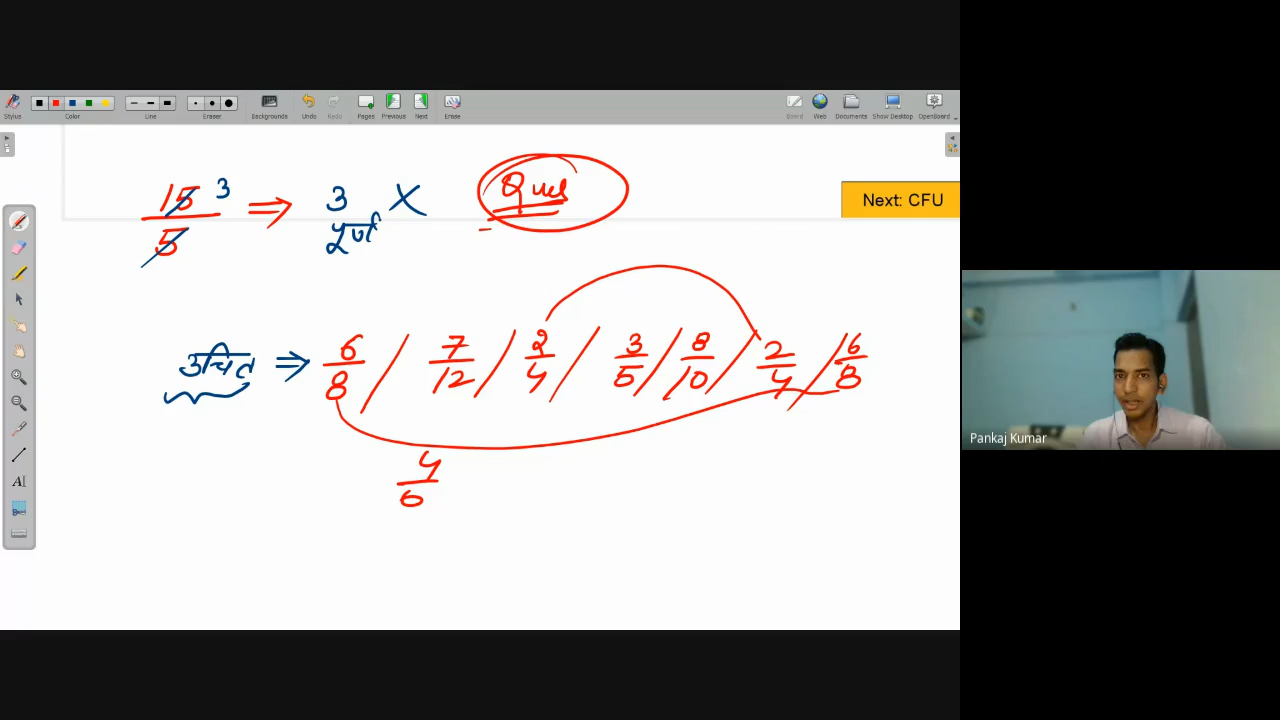 Stylus Color Line Eraser Backgrounds Undo Redo Pages Previous Next Erase Board Web Documents Show Desktop OpenBoard
15/5 3 ⇒ 3 पूर्ण X Ques
Next: CFU
उचित ⇒ 6/8 / 7/12 / 2/4 / 3/5 / 8/10 / 2/4 / 6/8
4/6
Pankaj Kumar